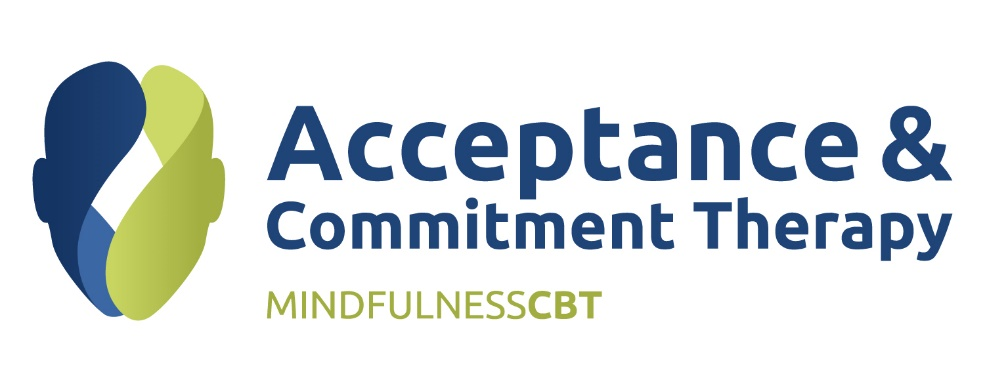 Acceptance &
Commitment Therapy
MINDFULNESSCBT